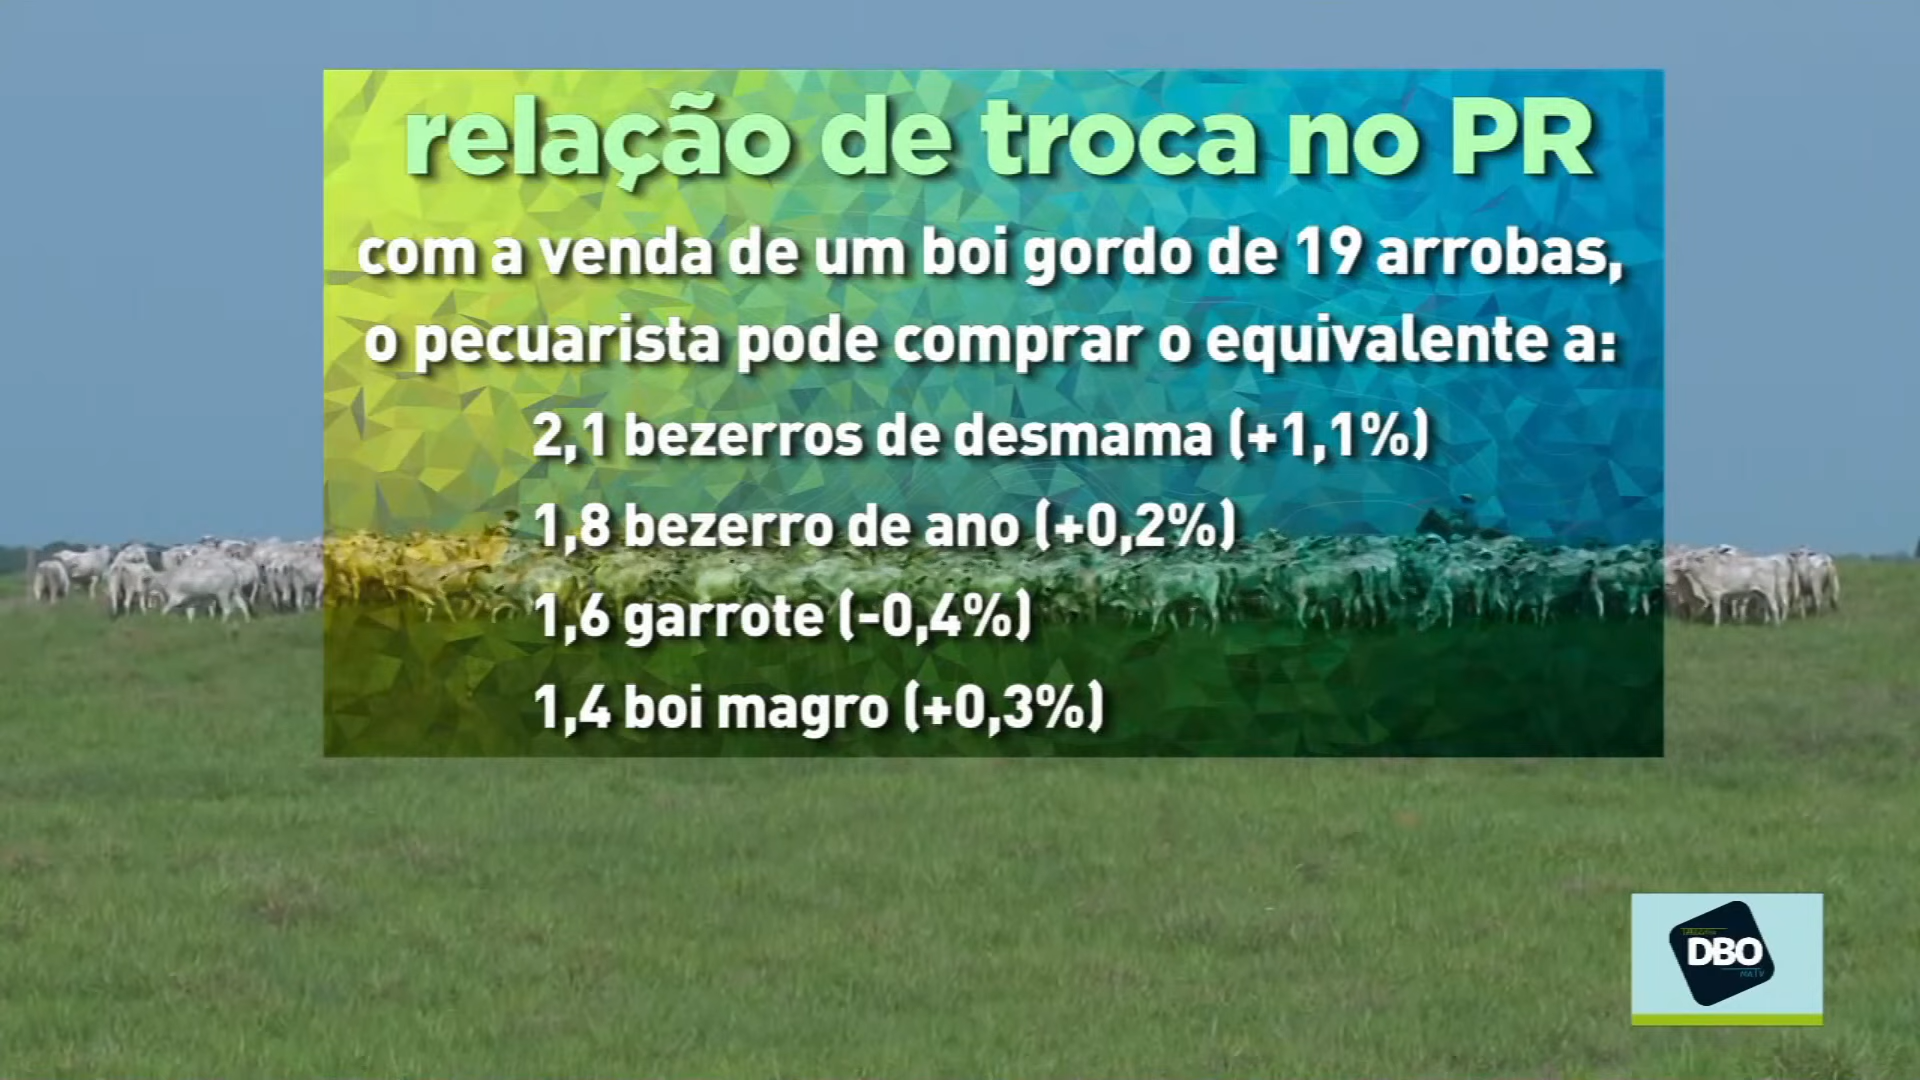 relação de troca no PR
com a venda de um boi gordo de 19 arrobas,
o pecuarista pode comprar o equivalente a:
2,1 bezerros de desmama (+1,1%)
1,8 bezerro de ano (+0,2%)
1,6 garrote (-0,4%)
1,4 boi magro (+0,3%)
DBO
na TV